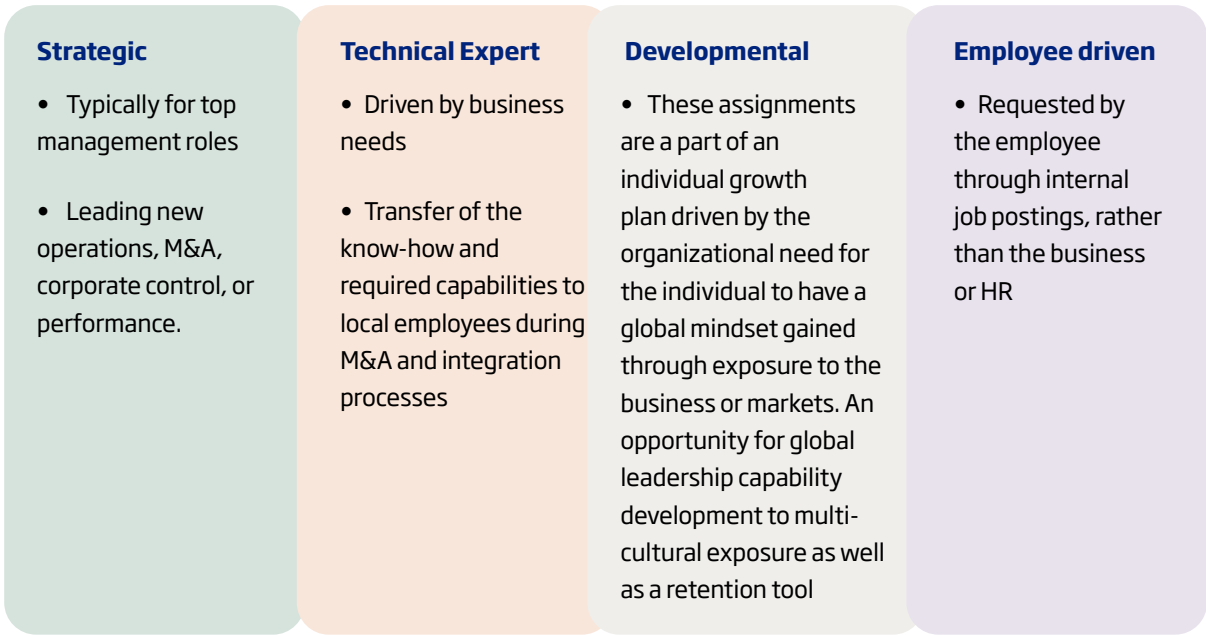 Strategic
• Typically for top
management roles
• Leading new
operations, M&A,
corporate control, or
performance.
Technical Expert
• Driven by business
needs
• Transfer of the
know-how and
required capabilities to
local employees during
M&A and integration
processes
Developmental
• These assignments
are a part of an
individual growth
plan driven by the
organizational need for
the individual to have a
global mindset gained
through exposure to the
business or markets. An
opportunity for global
leadership capability
development to multi-
cultural exposure as well
as a retention tool
Employee driven
• Requested by
the employee
through internal
job postings, rather
than the business
or HR